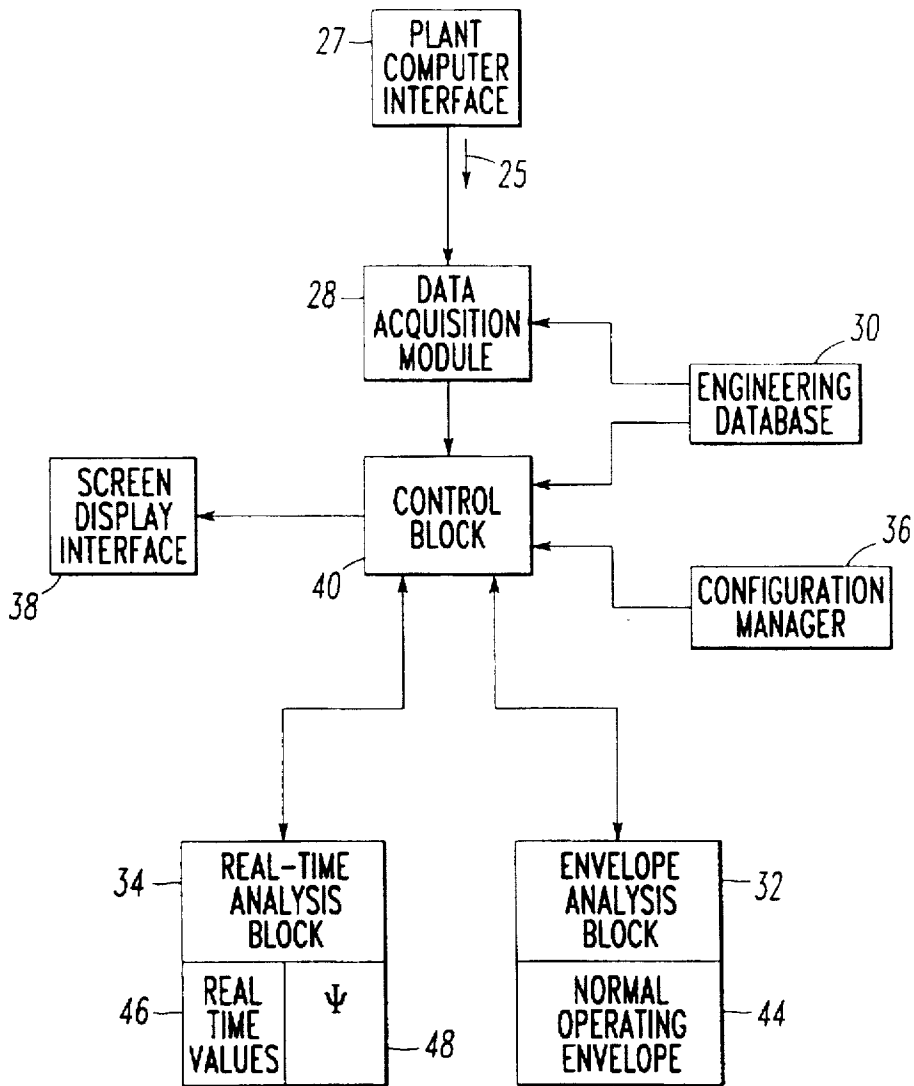 27
PLANT
COMPUTER
INTERFACE
25
28
DATA
ACQUISITION
MODULE
30
ENGINEERING
DATABASE
SCREEN
DISPLAY
INTERFACE
38
CONTROL
BLOCK
40
36
CONFIGURATION
MANAGER
34
REAL-TIME
ANALYSIS
BLOCK
46
REAL
TIME
VALUES
Ψ
48
ENVELOPE
ANALYSIS
BLOCK
32
NORMAL
OPERATING
ENVELOPE
44